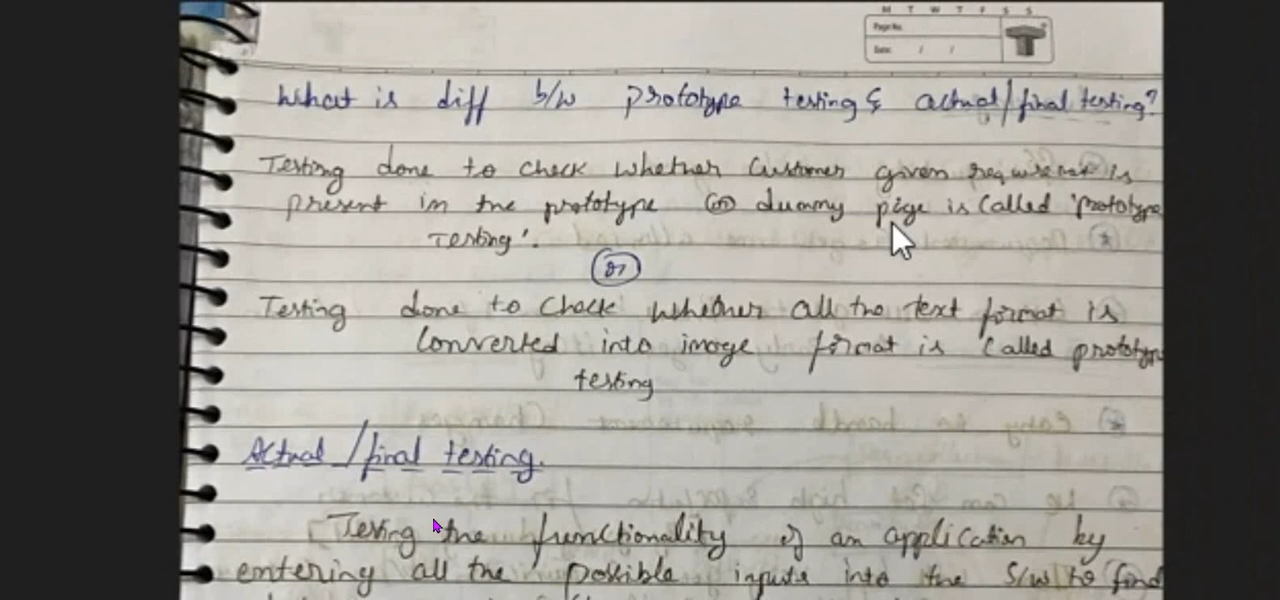 M T W T F S S
Page No.
Date: / /
What is diff b/w prototype testing & actual/final testing?
Testing done to check whether Customer given requirement is
present in the prototype (or) dummy page is called 'prototype
Testing'.
or
Testing done to check whether all the text format is
Converted into image format is called prototype
testing
Actual /final testing.
Testing the functionality of an application by
entering all the possible inputs into the S/w to find